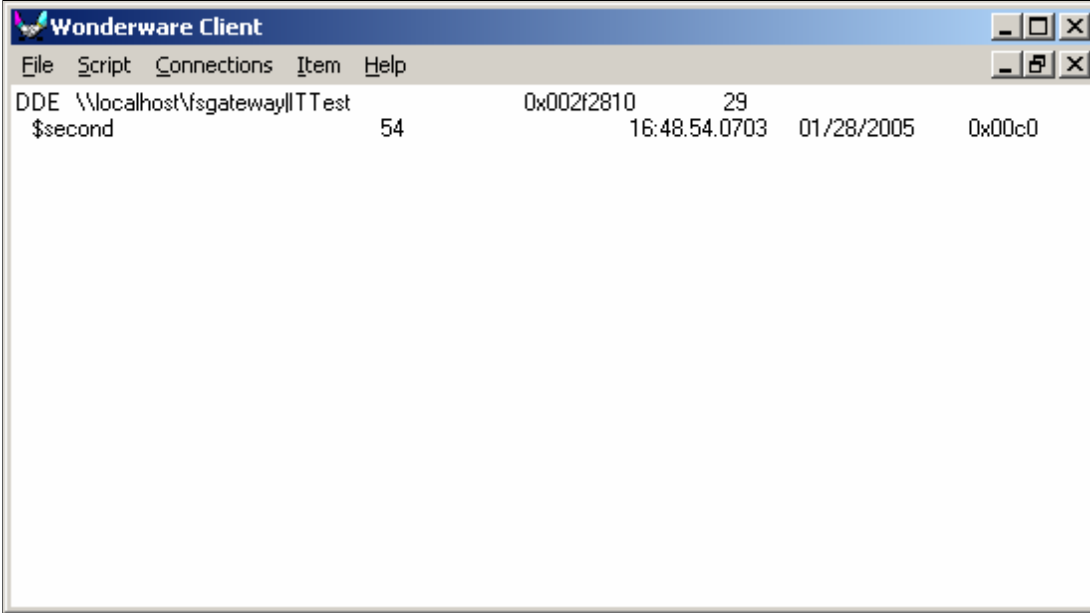 Wonderware Client
File Script Connections Item Help
DDE \\localhost\fsgateway|ITTest 0x002f2810 29
$second 54 16:48.54.0703 01/28/2005 0x00c0